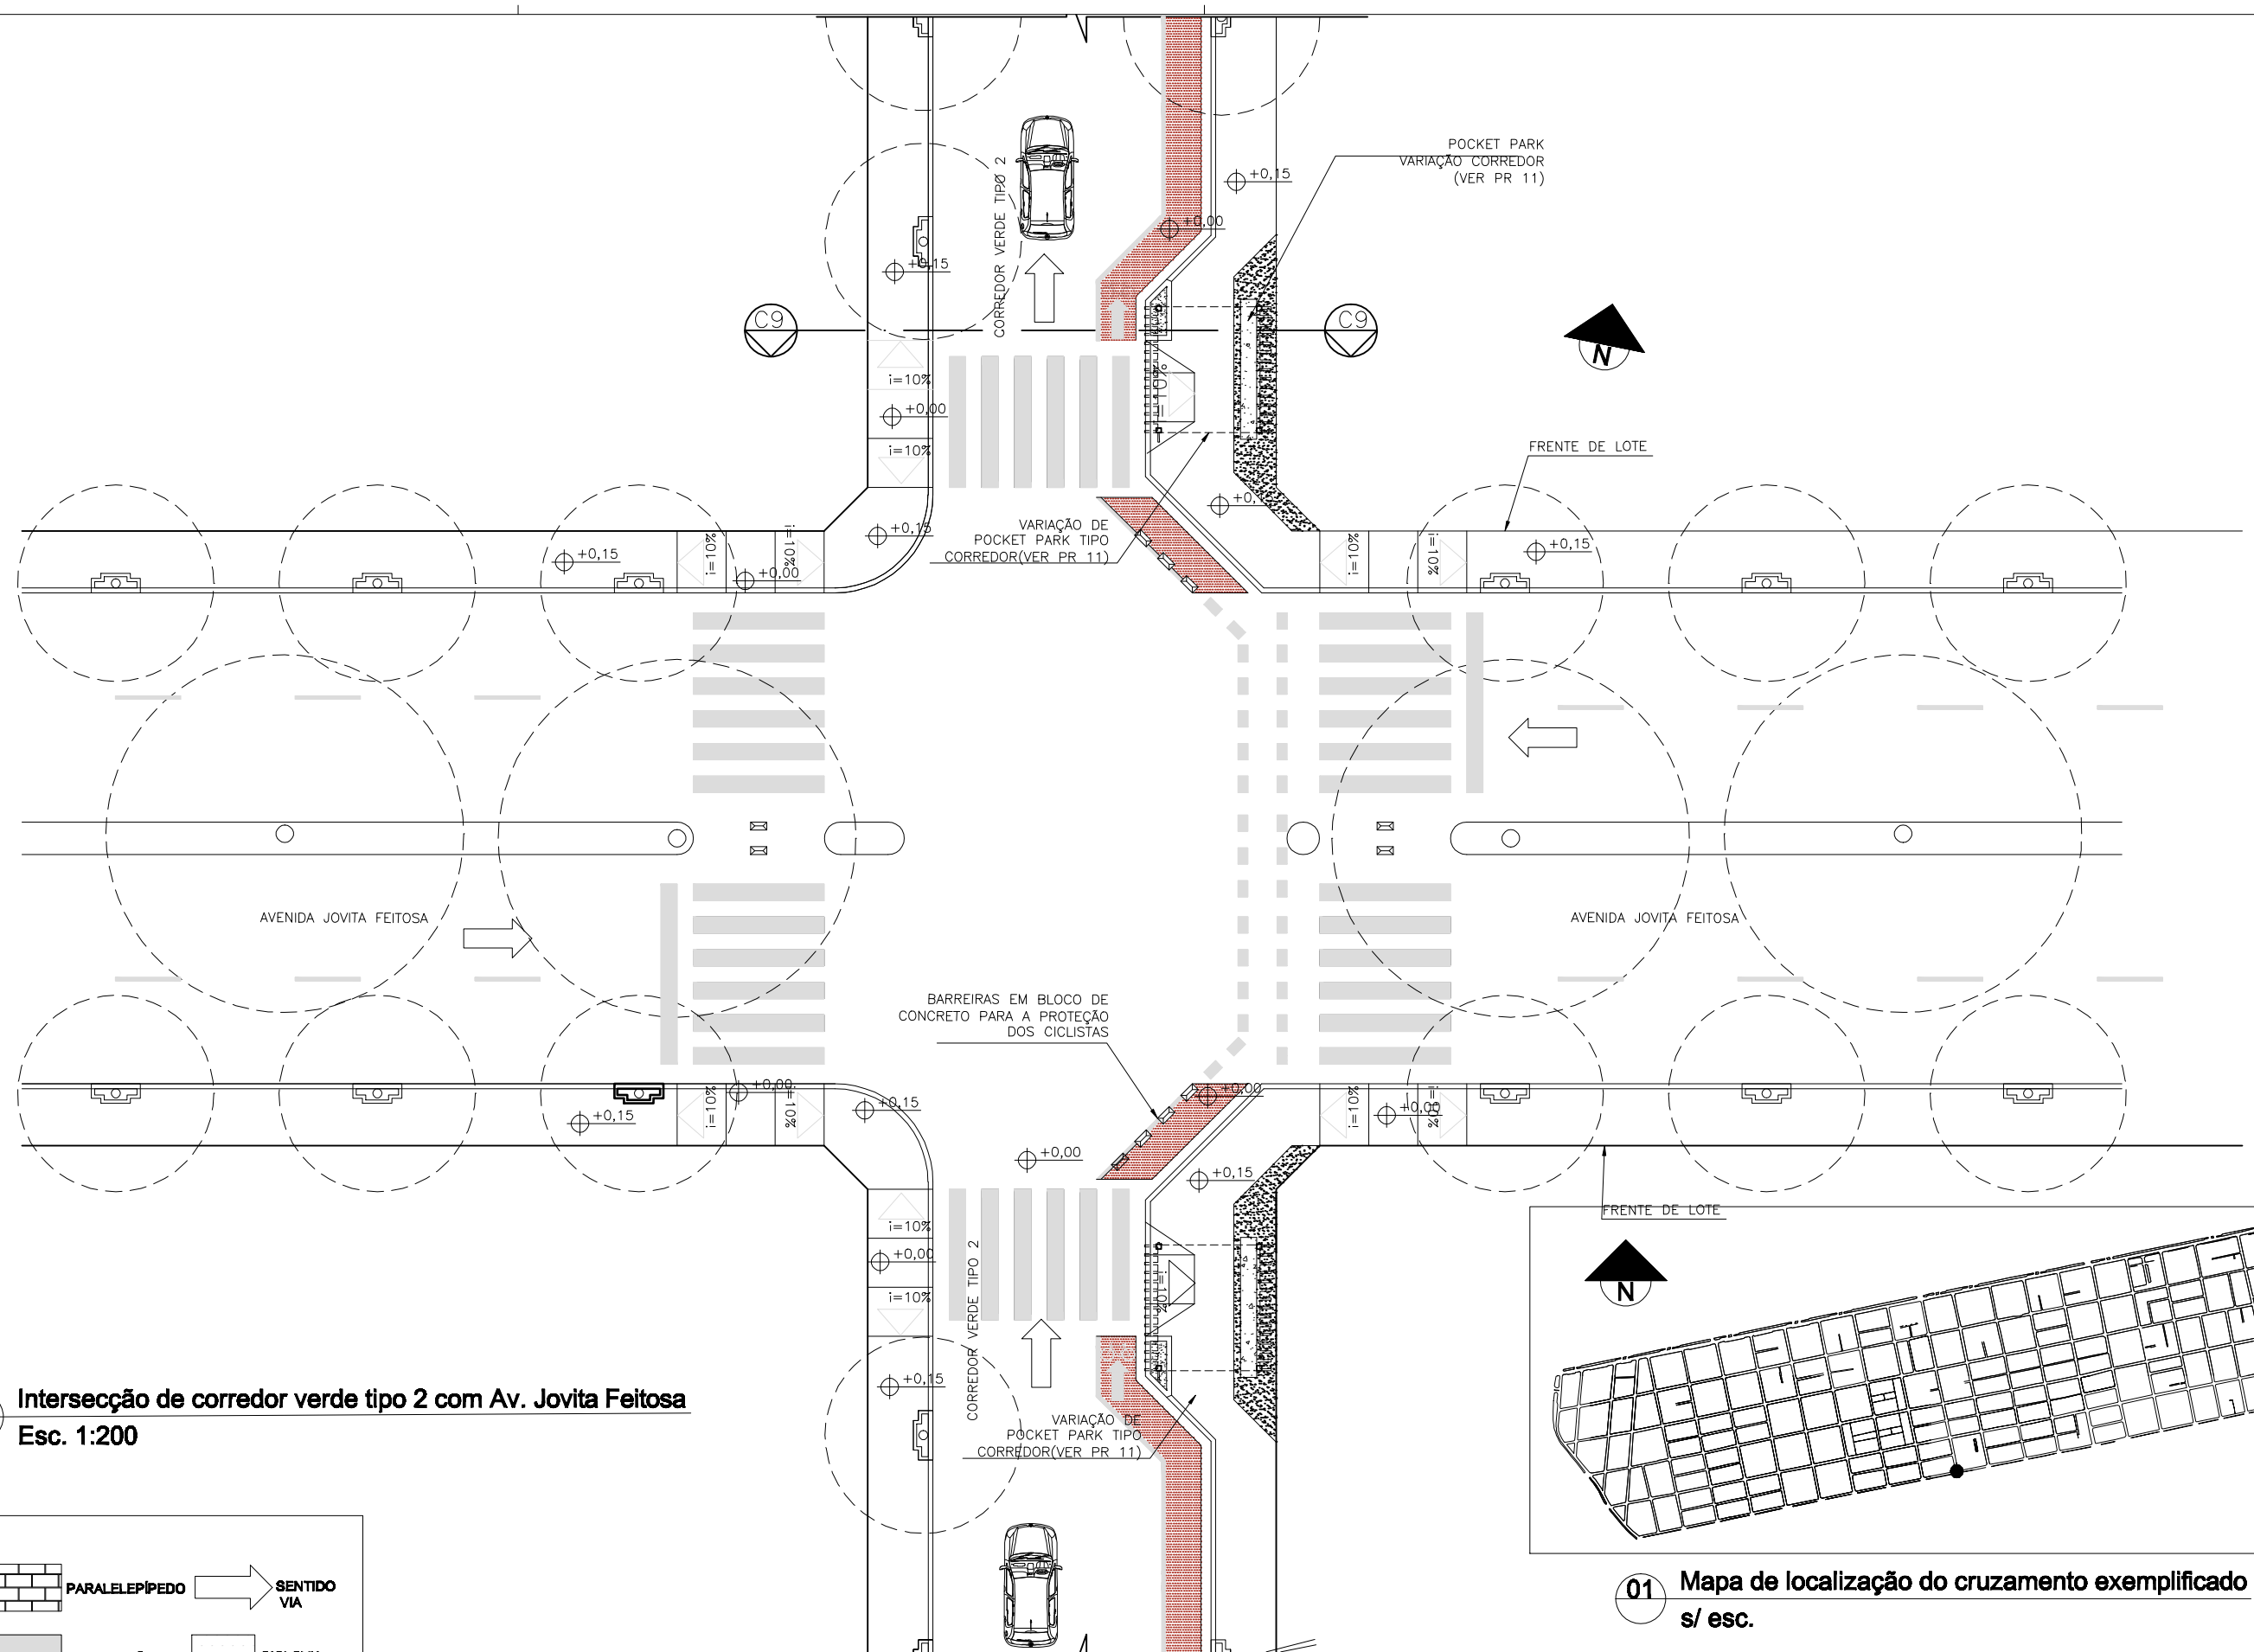 POCKET PARK
VARIAÇÃO CORREDOR
(VER PR 11)
+0,15
CORREDOR VERDE TIPO 2
+0,00
+0,15
C9
C9
N
i=10%
i=10%
+0,00
i=10%
FRENTE DE LOTE
VARIAÇÃO DE
POCKET PARK TIPO
CORREDOR(VER PR 11)
+0,15
+0,15
i=10%
i=10%
+0,00
i=10%
i=10%
+0,15
AVENIDA JOVITA FEITOSA
AVENIDA JOVITA FEITOSA
BARREIRAS EM BLOCO DE
CONCRETO PARA A PROTEÇÃO
DOS CICLISTAS
+0,15
i=10%
+0,00
i=10%
+0,15
+0,00
+0,00
+0,15
i=10%
+0,00
i=10%
FRENTE DE LOTE
i=10%
+0,00
i=10%
CORREDOR VERDE TIPO 2
i=10%
N
+0,15
VARIAÇÃO DE
POCKET PARK TIPO
CORREDOR(VER PR 11)
Intersecção de corredor verde tipo 2 com Av. Jovita Feitosa
Esc. 1:200
PARALELEPÍPEDO
SENTIDO
VIA
01
Mapa de localização do cruzamento exemplificado
s/ esc.